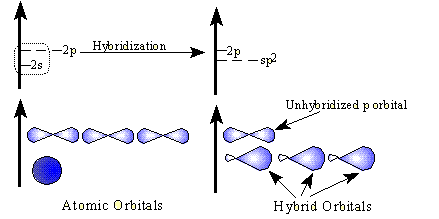 2p
Hybridization
2s
2p
sp²
Unhybridized p orbital
Atomic Orbitals
Hybrid Orbitals